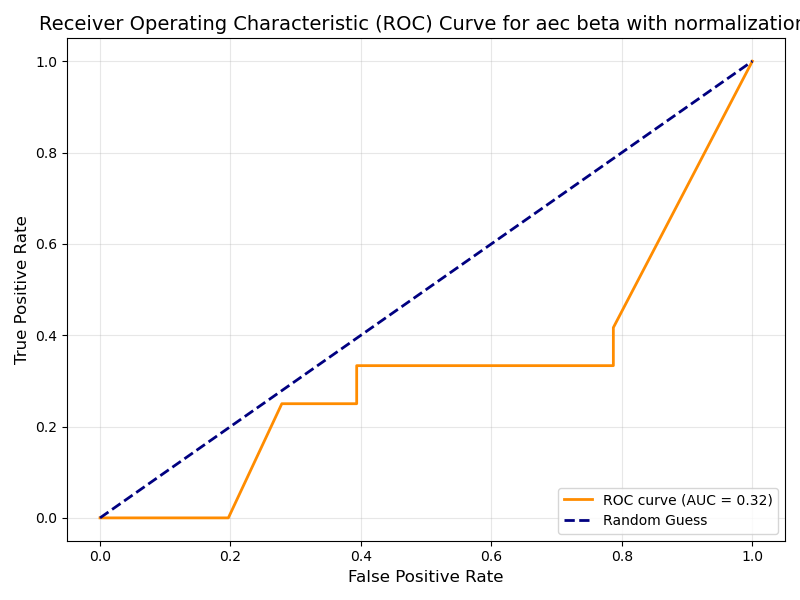 Receiver Operating Characteristic (ROC) Curve for aec beta with normalization
1.0
0.8
0.6
0.4
0.2
0.0
True Positive Rate
0.0 0.2 0.4 0.6 0.8 1.0
False Positive Rate
ROC curve (AUC = 0.32)
Random Guess